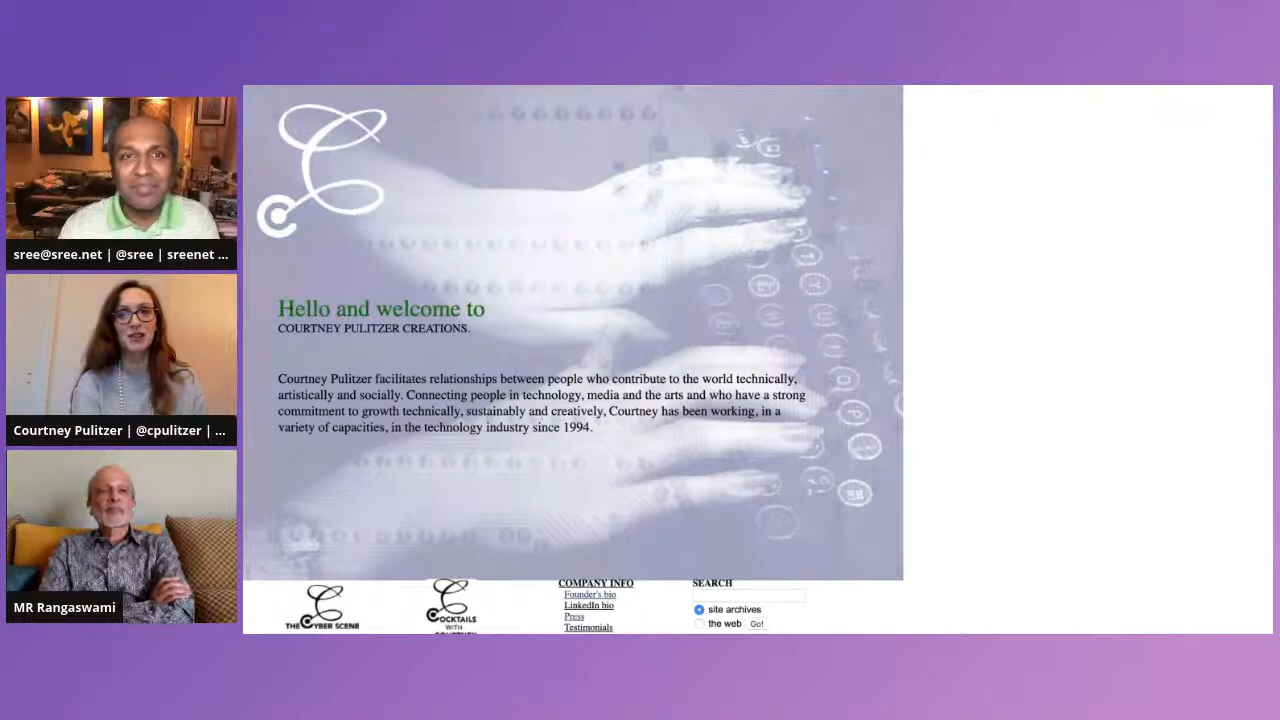 sree@sree.net | @sree | sreenet ...
Courtney Pulitzer | @cpulitzer | ...
MR Rangaswami
Hello and welcome to
COURTNEY PULITZER CREATIONS.
Courtney Pulitzer facilitates relationships between people who contribute to the world technically,
artistically and socially. Connecting people in technology, media and the arts and who have a strong
commitment to growth technically, sustainably and creatively, Courtney has been working, in a
variety of capacities, in the technology industry since 1994.
THE CYBER SCENE
COCKTAILS
WITH
COURTNEY
COMPANY INFO
Founder's bio
LinkedIn bio
Press
Testimonials
SEARCH
site archives
the web Go!